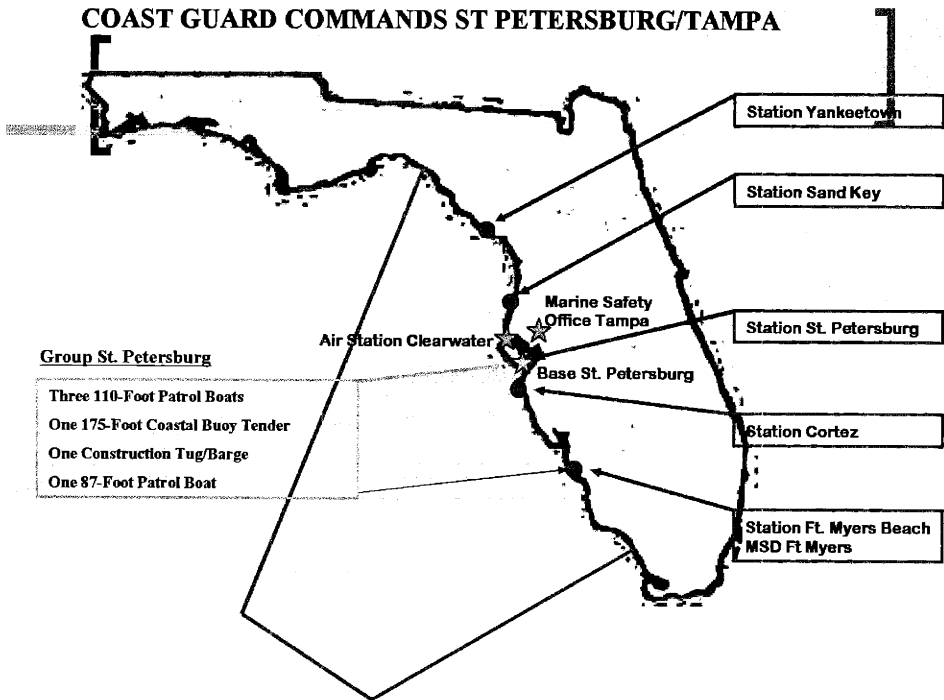 COAST GUARD COMMANDS ST PETERSBURG/TAMPA
Station Yankeetown
Station Sand Key
Marine Safety
Office Tampa
Air Station Clearwater
Station St. Petersburg
Base St. Petersburg
Group St. Petersburg
Three 110-Foot Patrol Boats
One 175-Foot Coastal Buoy Tender
One Construction Tug/Barge
One 87-Foot Patrol Boat
Station Cortez
Station Ft. Myers Beach
MSD Ft Myers